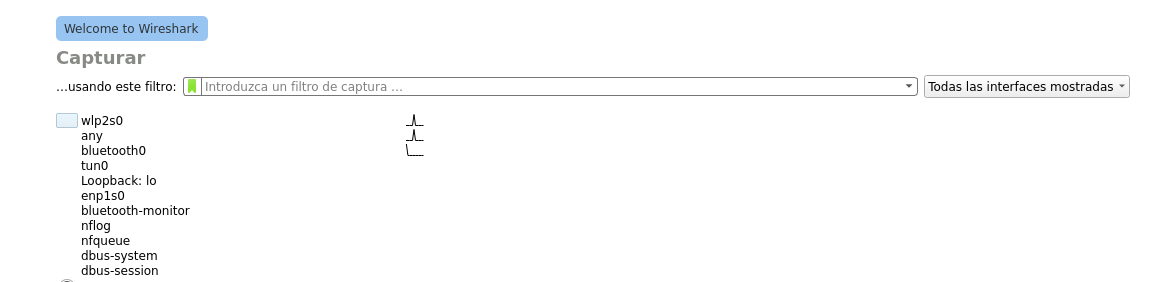 Welcome to Wireshark
Capturar
...usando este filtro: Introduzca un filtro de captura ... Todas las interfaces mostradas
wlp2s0
any
bluetooth0
tun0
Loopback: lo
enp1s0
bluetooth-monitor
nflog
nfqueue
dbus-system
dbus-session